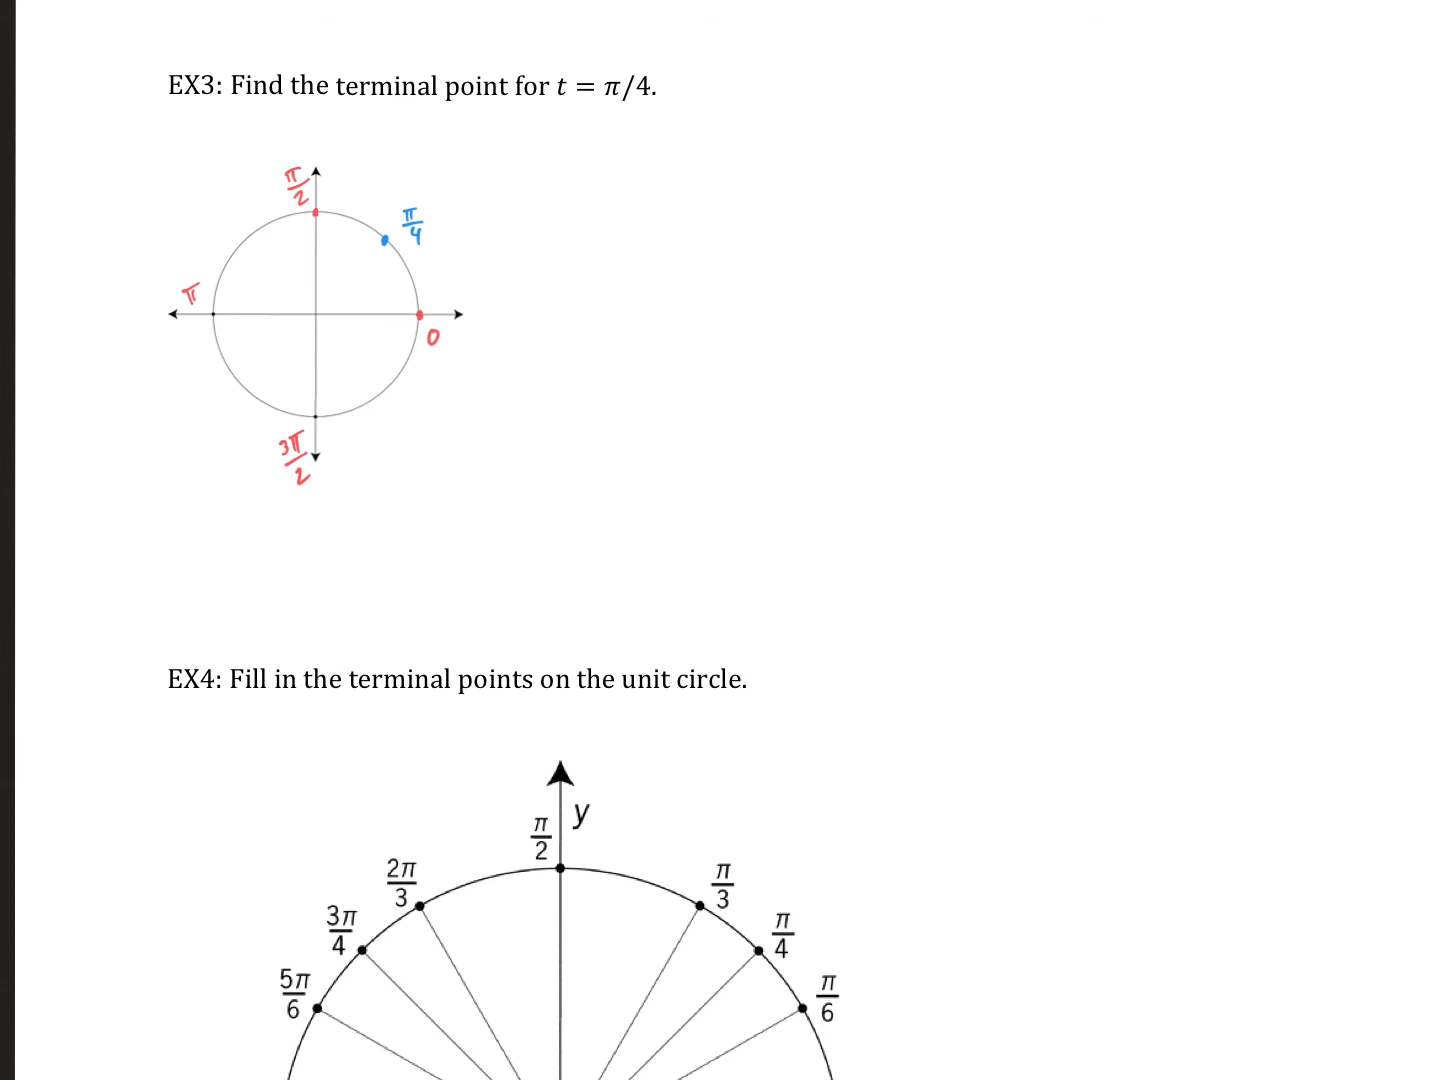 EX3: Find the terminal point for t = π/4.
π/2
π/4
π
0
3π/2
EX4: Fill in the terminal points on the unit circle.
y
π/2
2π/3
π/3
3π/4
π/4
5π/6
π/6